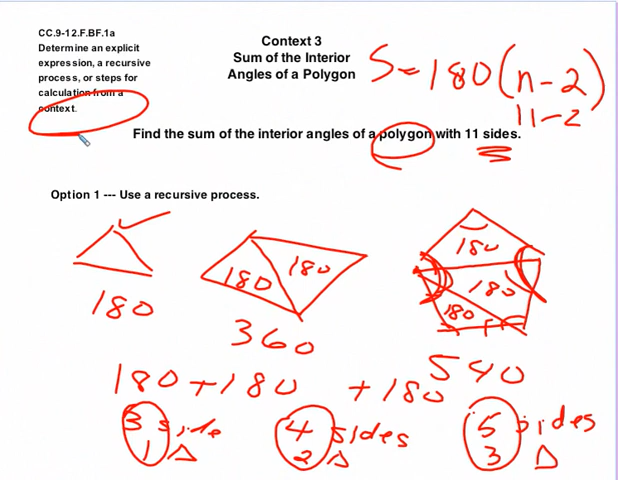 CC.9-12.F.BF.1a
Determine an explicit
expression, a recursive
process, or steps for
calculation from a
context.
Context 3
Sum of the Interior
Angles of a Polygon
S=180(n-2)
11-2
Find the sum of the interior angles of a polygon with 11 sides.
Option 1 --- Use a recursive process.
180
180 180
360
180
180
180
540
180+180 +180
3 side 4 sides 5 sides
1 Δ 2 Δ 3 Δ